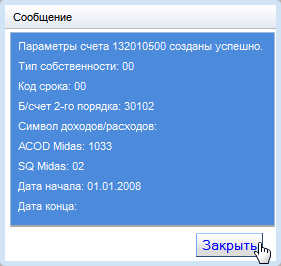 Сообщение
Параметры счета 132010500 созданы успешно.
Тип собственности: 00
Код срока: 00
Б/счет 2-го порядка: 30102
Символ доходов/расходов:
ACOD Midas: 1033
SQ Midas: 02
Дата начала: 01.01.2008
Дата конца:
Закрыть